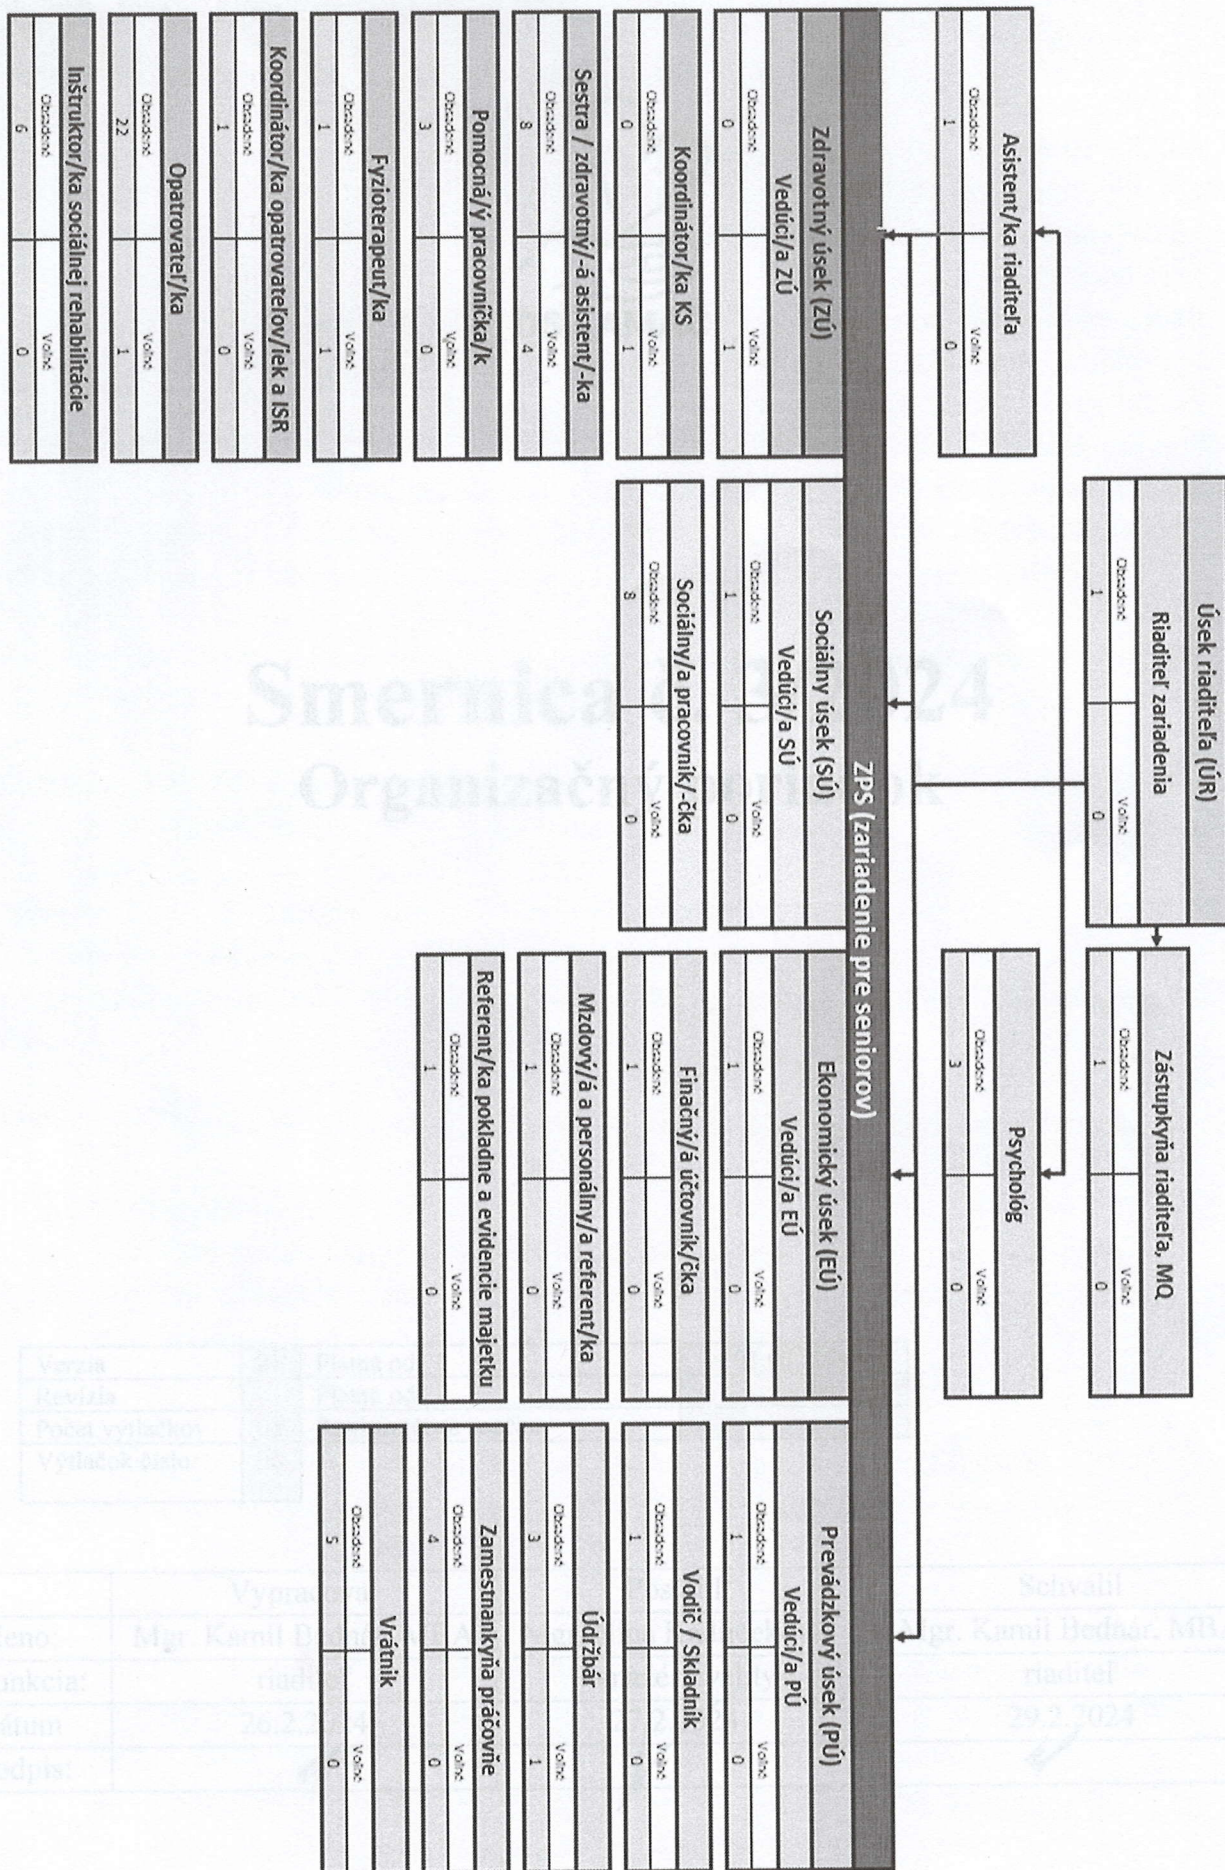 Úsek riaditeľa (ÚR)
Riaditeľ zariadenia
Obsadené Voľné
1 0
Zástupkyňa riaditeľa, MQ
Obsadené Voľné
1 0
Asistent/ka riaditeľa
Obsadené Voľné
1 0
Psychológ
Obsadené Voľné
3 0
ZPS (zariadenie pre seniorov)
Zdravotný úsek (ZÚ)
Vedúci/a ZÚ
Obsadené Voľné
0 1
Koordinátor/ka KS
Obsadené Voľné
0 1
Sestra / zdravotný/-á asistent/-ka
Obsadené Voľné
8 4
Pomocná/ý pracovníčka/k
Obsadené Voľné
3 0
Fyzioterapeut/ka
Obsadené Voľné
1 1
Koordinátor/ka opatrovateľov/iek a ISR
Obsadené Voľné
1 0
Opatrovateľ/ka
Obsadené Voľné
22 1
Inštruktor/ka sociálnej rehabilitácie
Obsadené Voľné
6 0
Sociálny úsek (SÚ)
Vedúci/a SÚ
Obsadené Voľné
1 0
Sociálny/a pracovník/-čka
Obsadené Voľné
8 0
Ekonomický úsek (EÚ)
Vedúci/a EÚ
Obsadené Voľné
1 0
Finačný/á účtovník/čka
Obsadené Voľné
1 0
Mzdový/á a personálny/a referent/ka
Obsadené Voľné
1 0
Referent/ka pokladne a evidencie majetku
Obsadené Voľné
1 0
Prevádzkový úsek (PÚ)
Vedúci/a PÚ
Obsadené Voľné
1 0
Vodič / Skladník
Obsadené Voľné
1 0
Údržbár
Obsadené Voľné
3 1
Zamestnankyňa práčovňe
Obsadené Voľné
4 0
Vrátnik
Obsadené Voľné
5 0
Smernica
Organizačný
Verzia
Revízia
Počet výtlačkov
Výtlačok číslo
Schválil
Mgr. Kamil Mgr. Kamil Bednár, MB
riaditeľ
29.2.2024